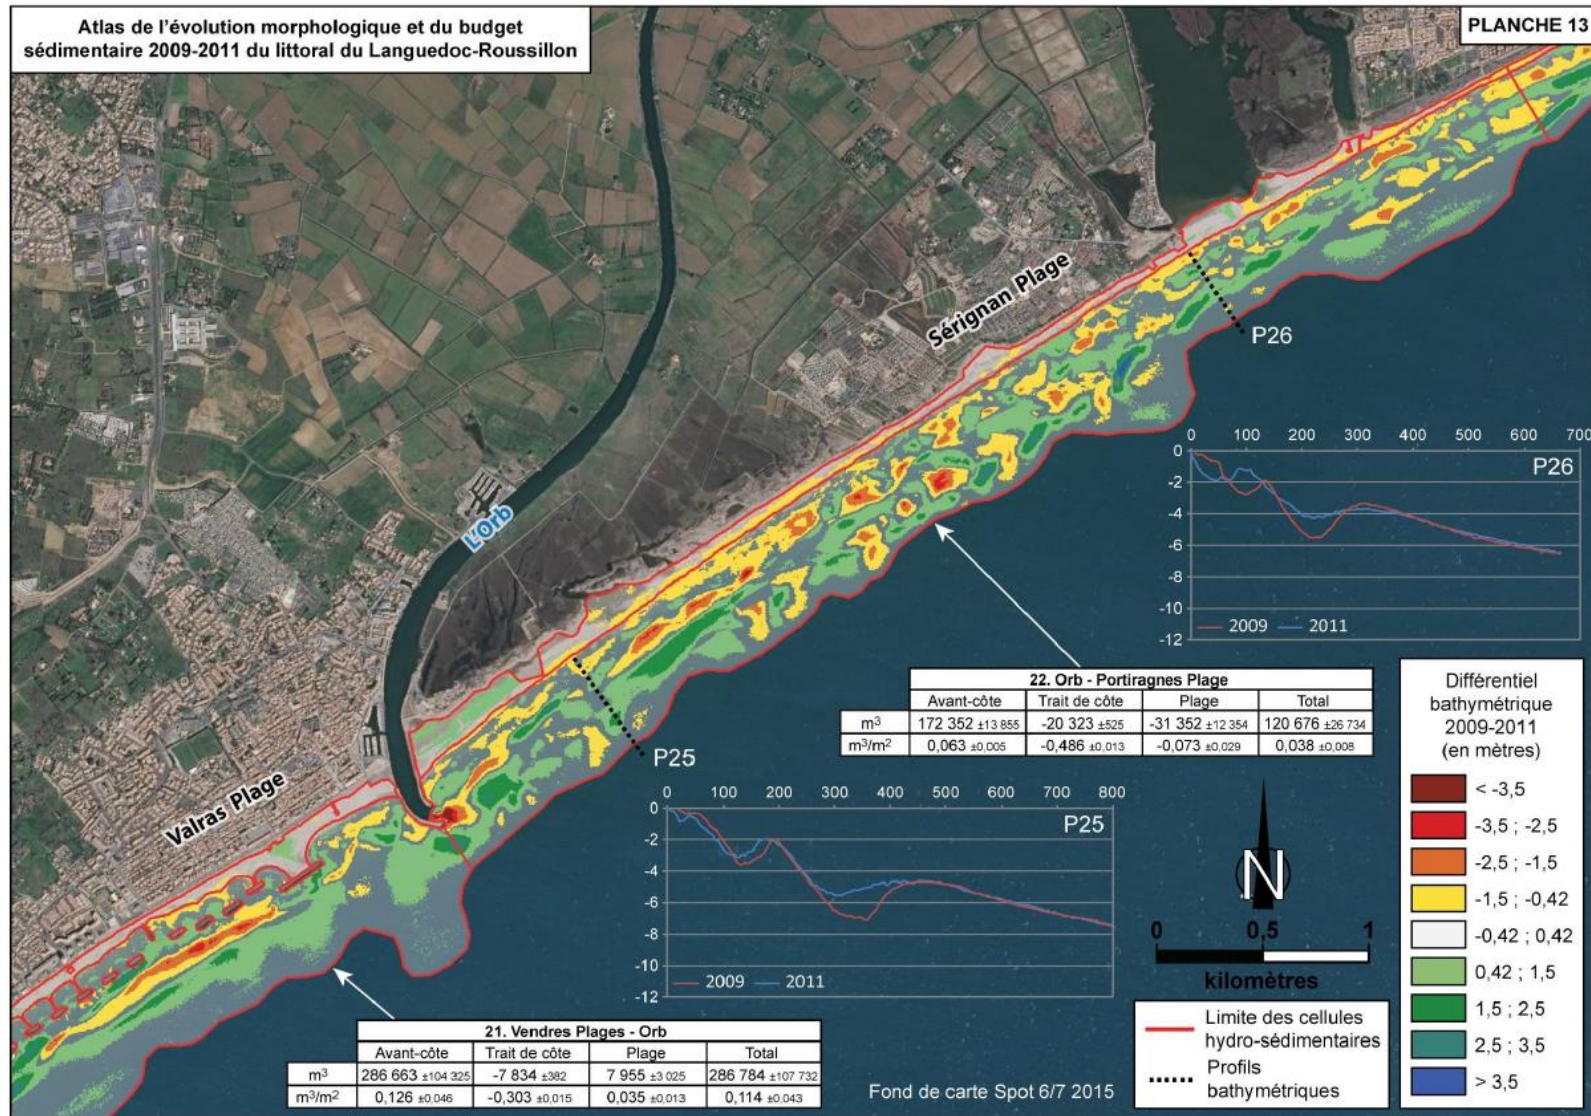 Atlas de l'évolution morphologique et du budget
sédimentaire 2009-2011 du littoral du Languedoc-Roussillon
PLANCHE 13
Sérignan Plage
P26
L'Orb
0 100 200 300 400 500 600 700
P26
0
-2
-4
-6
-8
-10
-12
2009 2011
22. Orb - Portiragnes Plage
Avant-côte Trait de côte Plage Total
m³ 172 352 ±13 855 -20 323 ±525 -31 352 ±12 354 120 676 ±26 734
m³/m² 0,063 ±0,005 -0,486 ±0,013 -0,073 ±0,029 0,038 ±0,008
P25
Valras Plage
0 100 200 300 400 500 600 700 800
P25
0
-2
-4
-6
-8
-10
-12
2009 2011
21. Vendres Plages - Orb
Avant-côte Trait de côte Plage Total
m³ 286 663 ±104 325 -7 834 ±382 7 955 ±3 025 286 784 ±107 732
m³/m² 0,126 ±0,046 -0,303 ±0,015 0,035 ±0,013 0,114 ±0,043
N
0 0,5 1
kilomètres
Limite des cellules
hydro-sédimentaires
Profils
bathymétriques
Fond de carte Spot 6/7 2015
Différentiel
bathymétrique
2009-2011
(en mètres)
< -3,5
-3,5 ; -2,5
-2,5 ; -1,5
-1,5 ; -0,42
-0,42 ; 0,42
0,42 ; 1,5
1,5 ; 2,5
2,5 ; 3,5
> 3,5